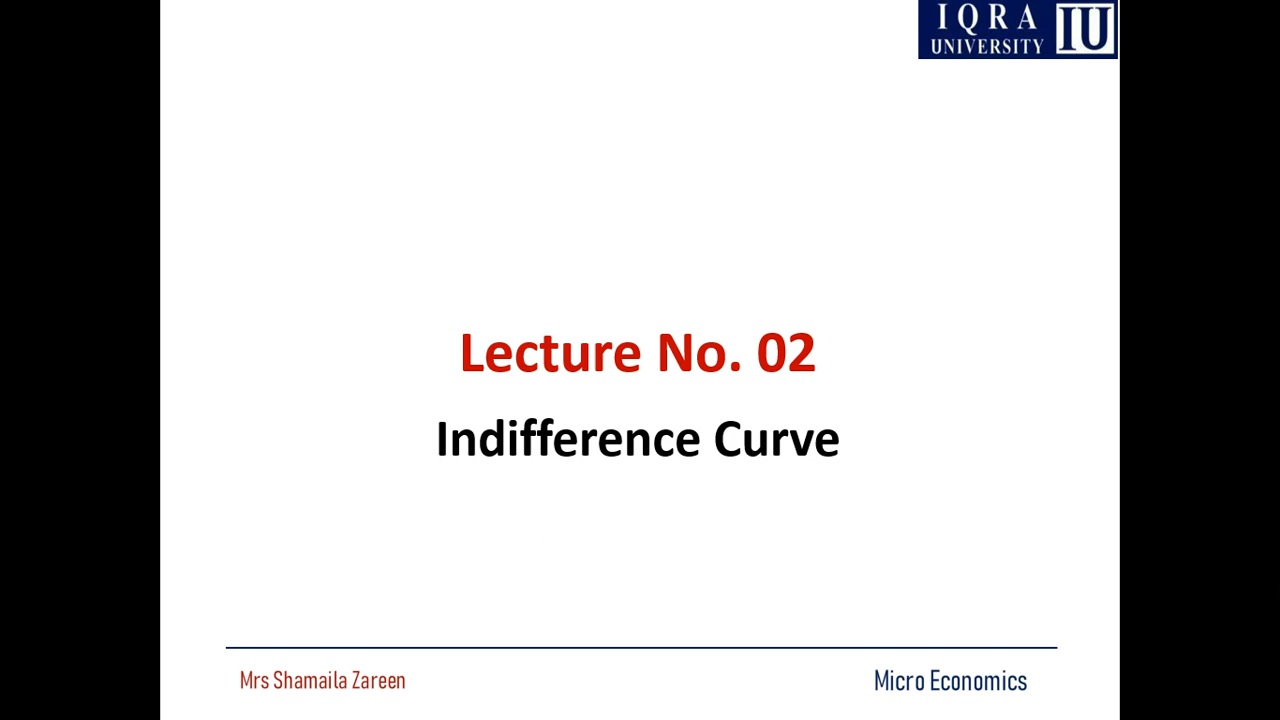 IQRA
UNIVERSITY IU
Lecture No. 02
Indifference Curve
Mrs Shamaila Zareen
Micro Economics